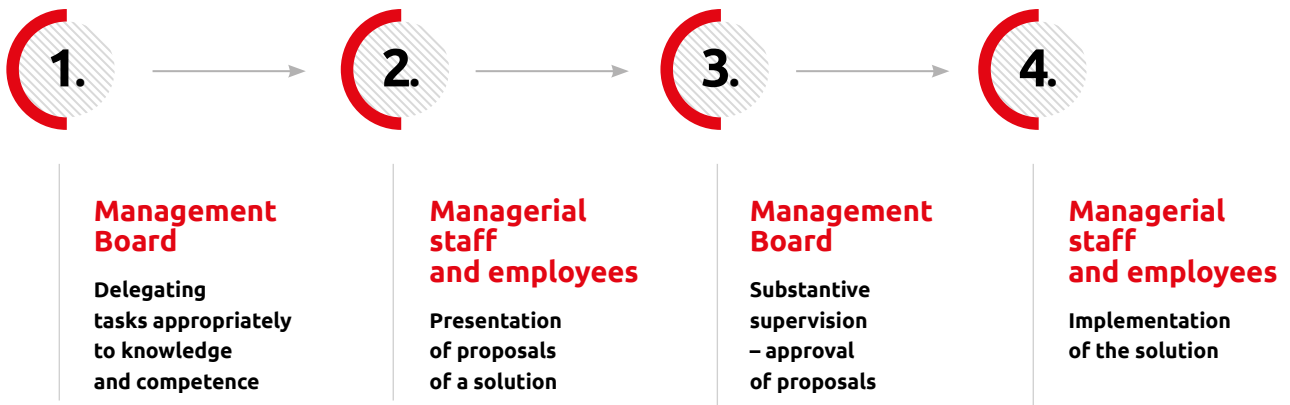 1.
2.
3.
4.
Management
Board
Delegating
tasks appropriately
to knowledge
and competence
Managerial
staff
and employees
Presentation
of proposals
of a solution
Management
Board
Substantive
supervision
– approval
of proposals
Managerial
staff
and employees
Implementation
of the solution